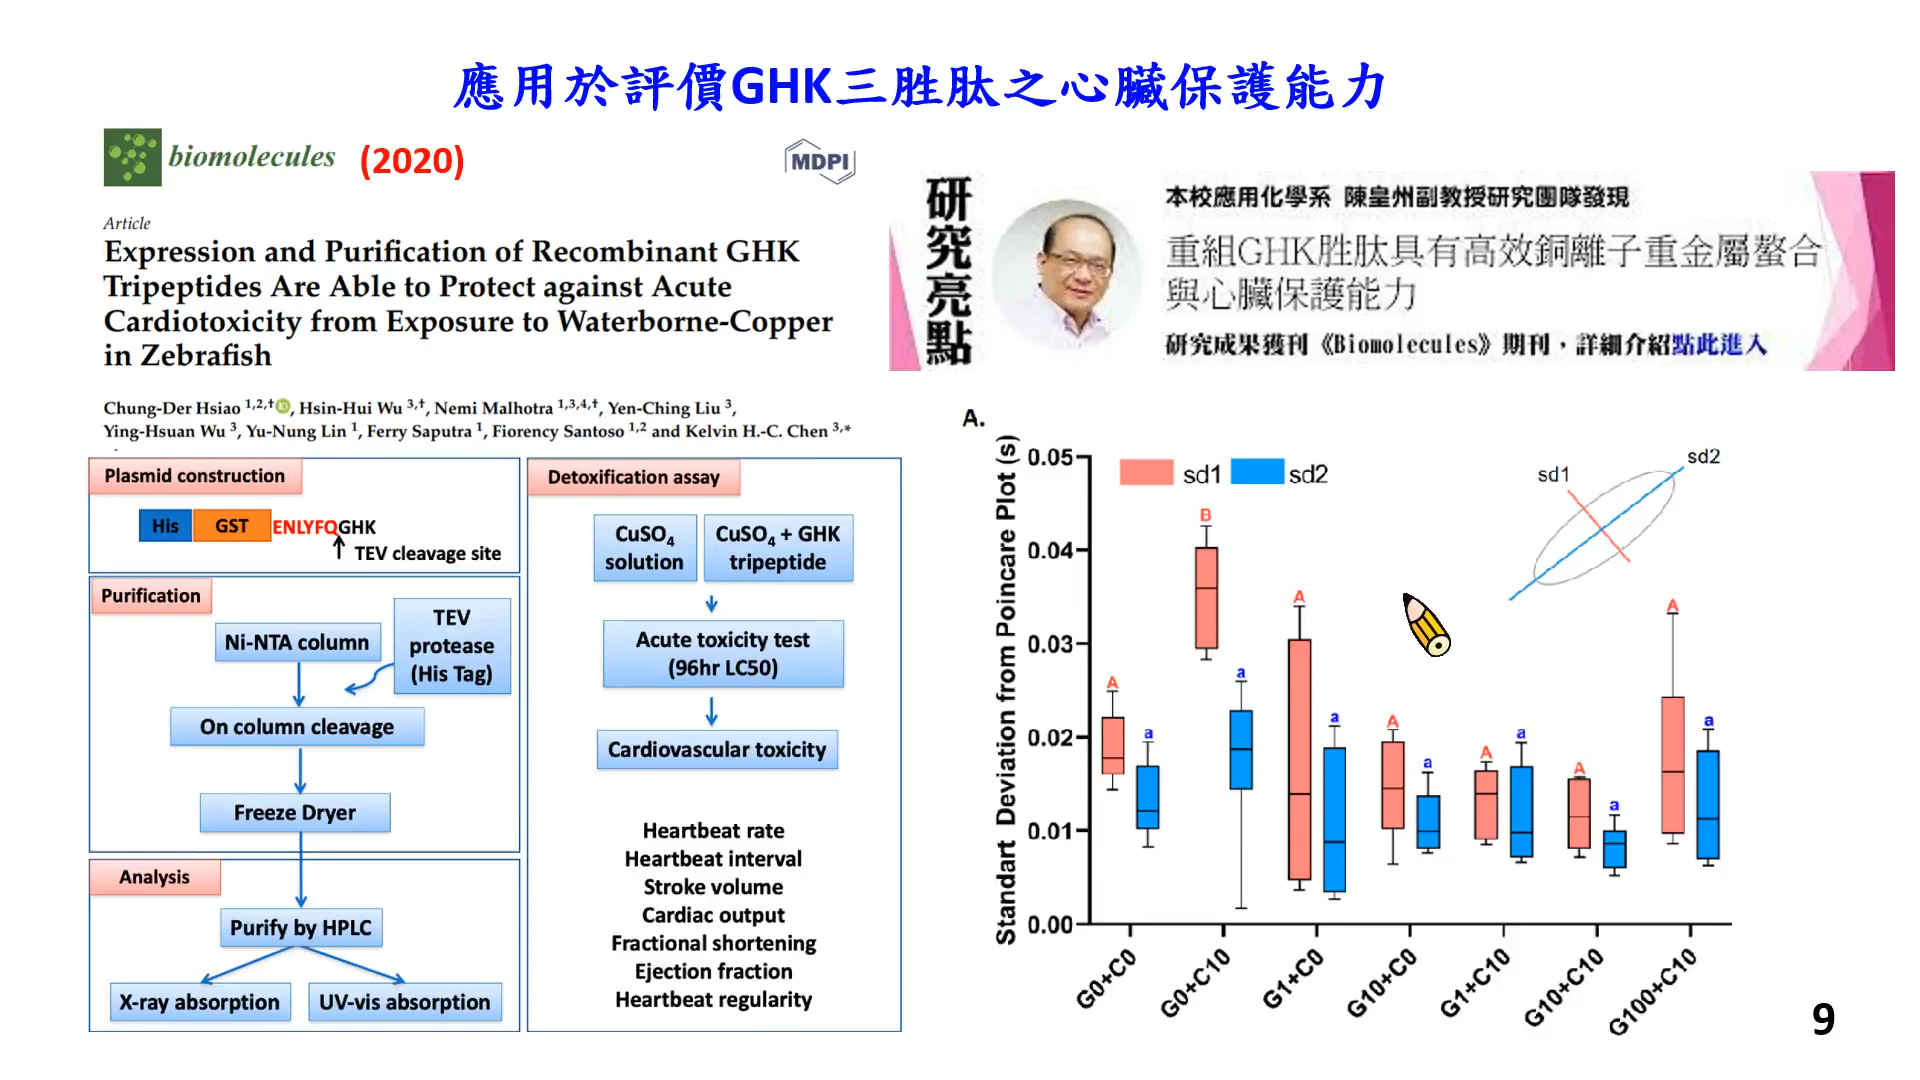 應用於評價GHK三胜肽之心臟保護能力
biomolecules (2020)
MDPI
Article
Expression and Purification of Recombinant GHK
Tripeptides Are Able to Protect against Acute
Cardiotoxicity from Exposure to Waterborne-Copper
in Zebrafish
Chung-Der Hsiao 1,2,†, Hsin-Hui Wu 3,†, Nemi Malhotra 1,3,4,†, Yen-Ching Liu 3,
Ying-Hsuan Wu 3, Yu-Nung Lin 1, Ferry Saputra 1, Fiorency Santoso 1,2 and Kelvin H.-C. Chen 3,*
研究亮點
本校應用化學系 陳皇州副教授研究團隊發現
重組GHK胜肽具有高效銅離子重金屬螯合
與心臟保護能力
研究成果獲刊《Biomolecules》期刊，詳細介紹點此進入
Plasmid construction
His GST ENLYFQGHK
TEV cleavage site
Purification
Ni-NTA column
TEV
protease
(His Tag)
On column cleavage
Freeze Dryer
Analysis
Purify by HPLC
X-ray absorption
UV-vis absorption
Detoxification assay
CuSO4
solution
CuSO4 + GHK
tripeptide
Acute toxicity test
(96hr LC50)
Cardiovascular toxicity
Heartbeat rate
Heartbeat interval
Stroke volume
Cardiac output
Fractional shortening
Ejection fraction
Heartbeat regularity
A.
Standart Deviation from Poincare Plot (s)
0.05
0.04
0.03
0.02
0.01
0.00
sd1 sd2
sd1
sd2
A a B a A a A a A a A a A a
G0+C0
G0+C10
G1+C0
G10+C0
G1+C10
G10+C10
G100+C10
9